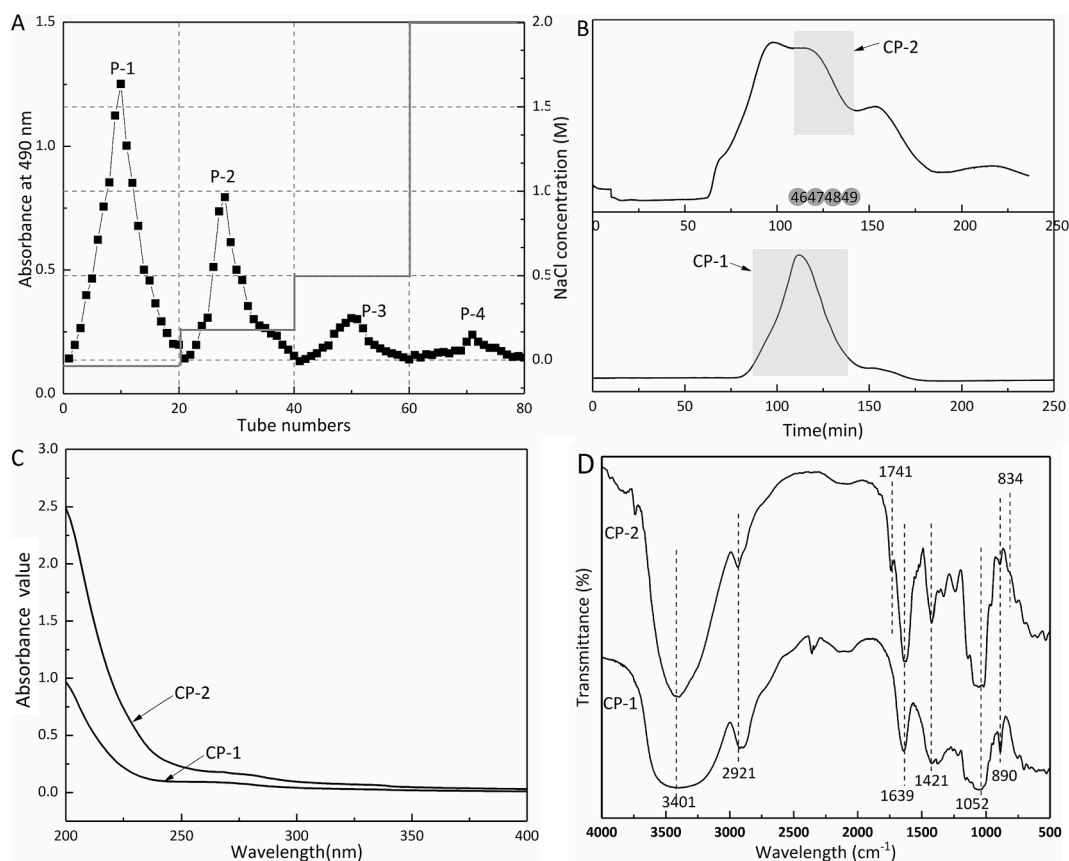 A
1.5
1.0
0.5
0.0
Absorbance at 490 nm
P-1
P-2
P-3
P-4
2.0
1.5
1.0
0.5
0.0
NaCl concentration (M)
0 20 40 60 80
Tube numbers
B
CP-2
46 47 48 49
0 50 100 150 200 250
CP-1
0 50 100 150 200 250
Time(min)
C
3.0
2.5
2.0
1.5
1.0
0.5
0.0
Absorbance value
CP-2
CP-1
200 250 300 350 400
Wavelength(nm)
D
1741
834
CP-2
Transmittance (%)
CP-1
3401
2921
1639
1421
1052
890
4000 3500 3000 2500 2000 1500 1000 500
Wavelength (cm⁻¹)